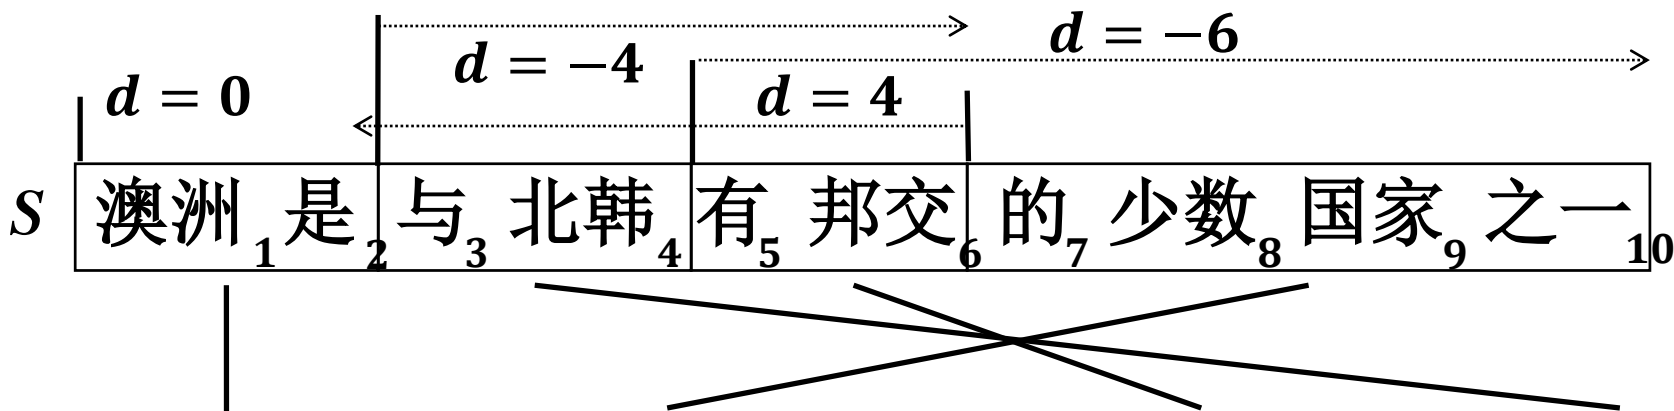 d = −6
d = −4
d = 0
d = 4
S 澳洲 1 是 2 与 3 北韩 4 有 5 邦交 6 的 7 少数 8 国家 9 之一 10